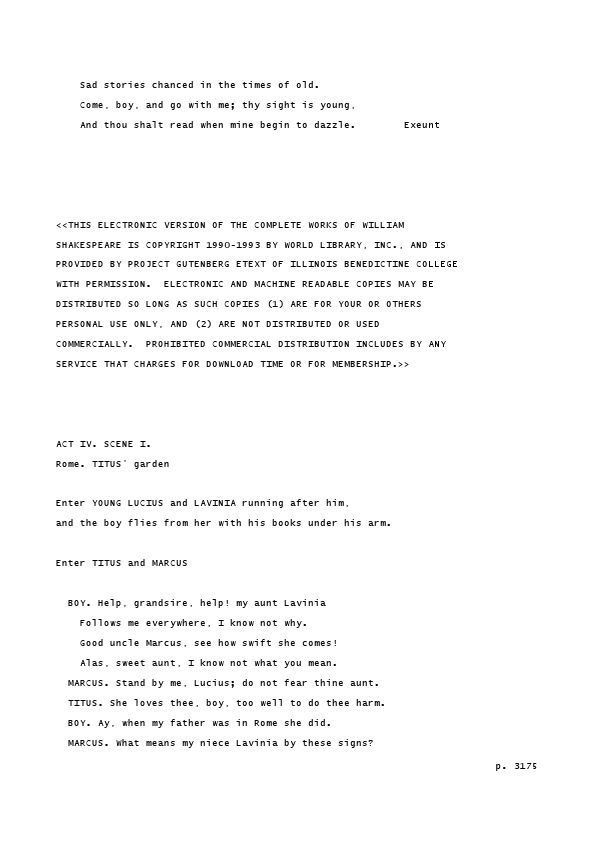 Sad stories chanced in the times of old.
Come, boy, and go with me; thy sight is young,
And thou shalt read when mine begin to dazzle. Exeunt
<<THIS ELECTRONIC VERSION OF THE COMPLETE WORKS OF WILLIAM
SHAKESPEARE IS COPYRIGHT 1990-1993 BY WORLD LIBRARY, INC., AND IS
PROVIDED BY PROJECT GUTENBERG ETEXT OF ILLINOIS BENEDICTINE COLLEGE
WITH PERMISSION. ELECTRONIC AND MACHINE READABLE COPIES MAY BE
DISTRIBUTED SO LONG AS SUCH COPIES (1) ARE FOR YOUR OR OTHERS
PERSONAL USE ONLY, AND (2) ARE NOT DISTRIBUTED OR USED
COMMERCIALLY. PROHIBITED COMMERCIAL DISTRIBUTION INCLUDES BY ANY
SERVICE THAT CHARGES FOR DOWNLOAD TIME OR FOR MEMBERSHIP.>>
ACT IV. SCENE I.
Rome. TITUS' garden
Enter YOUNG LUCIUS and LAVINIA running after him,
and the boy flies from her with his books under his arm.
Enter TITUS and MARCUS
BOY. Help, grandsire, help! my aunt Lavinia
Follows me everywhere, I know not why.
Good uncle Marcus, see how swift she comes!
Alas, sweet aunt, I know not what you mean.
MARCUS. Stand by me, Lucius; do not fear thine aunt.
TITUS. She loves thee, boy, too well to do thee harm.
BOY. Ay, when my father was in Rome she did.
MARCUS. What means my niece Lavinia by these signs?
p. 3175